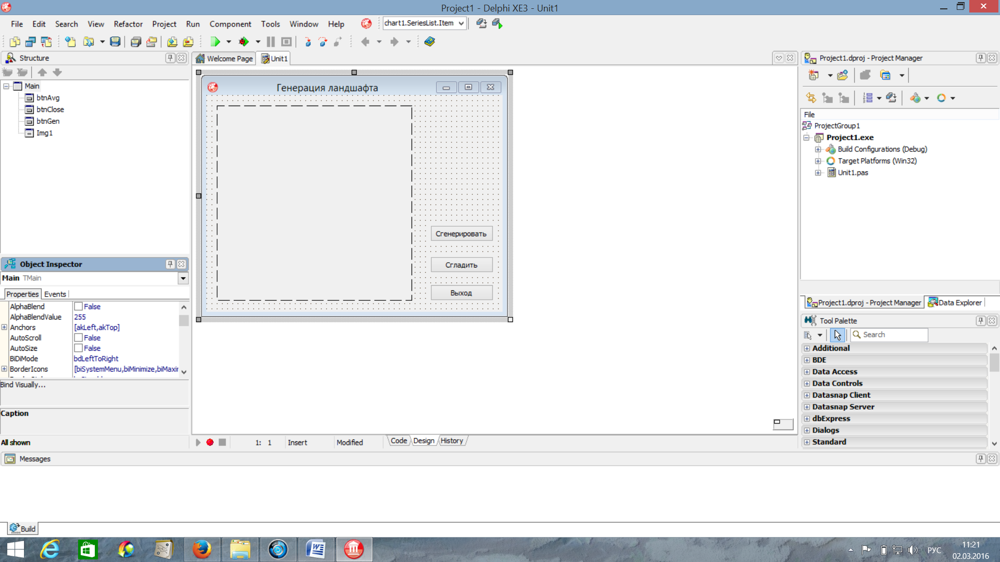 Project1 - Delphi XE3 - Unit1
File Edit Search View Refactor Project Run Component Tools Window Help chart1.SeriesList.Item
Structure
Main
btnAvg
btnClose
btnGen
Img1
Object Inspector
Main TMain
Properties Events
AlphaBlend False
AlphaBlendValue 255
Anchors [akLeft,akTop]
AutoScroll False
AutoSize False
BiDiMode bdLeftToRight
BorderIcons [biSystemMenu,biMinimize,biMaxir
Bind Visually...
Caption
All shown
Welcome Page Unit1
Генерация ландшафта
Сгенерировать
Сгладить
Выход
1: 1 Insert Modified Code Design History
Project1.dproj - Project Manager
File
ProjectGroup1
Project1.exe
Build Configurations (Debug)
Target Platforms (Win32)
Unit1.pas
Project1.dproj - Project Manager Data Explorer
Tool Palette
Search
Additional
BDE
Data Access
Data Controls
Datasnap Client
Datasnap Server
dbExpress
Dialogs
Standard
Messages
Build
РУС
11:21
02.03.2016